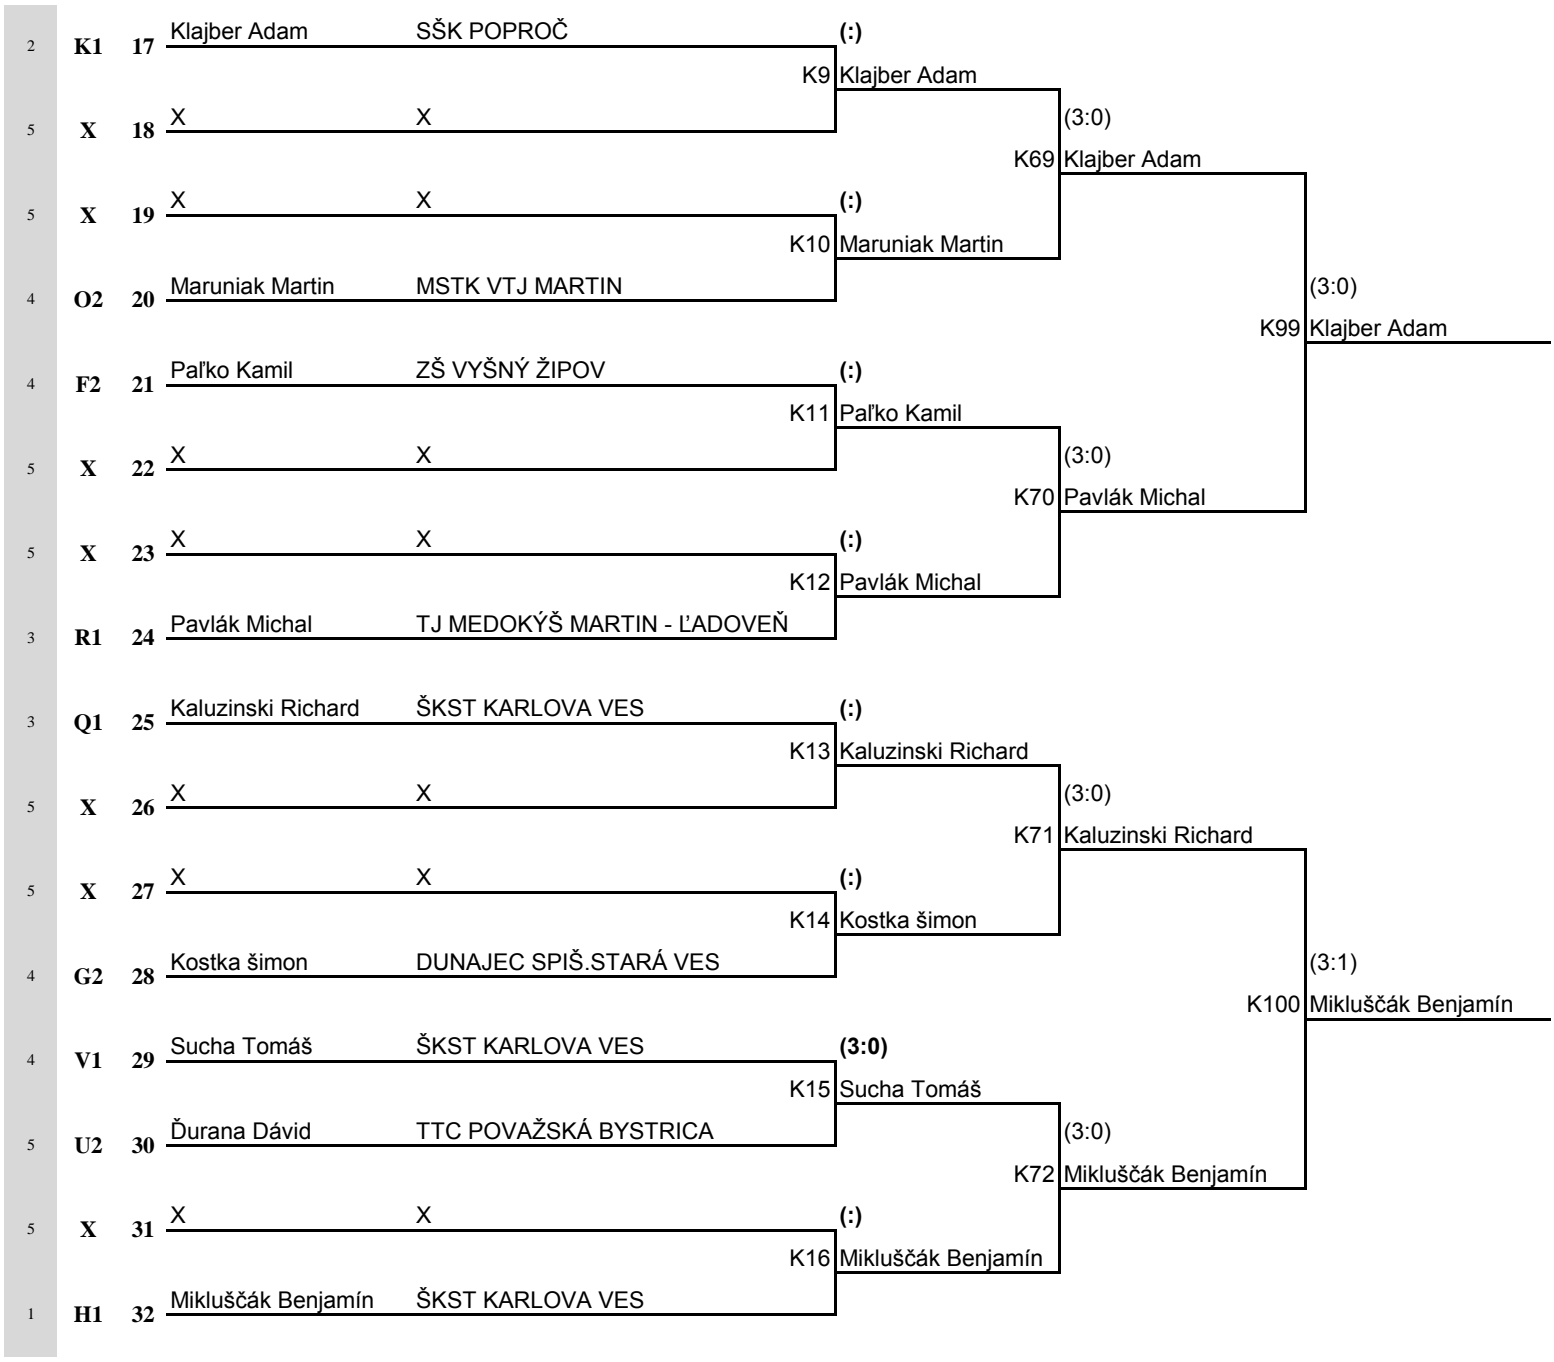 2 K1 17 Klajber Adam SŠK POPROČ (:)
K9 Klajber Adam
5 X 18 X X (3:0)
K69 Klajber Adam
5 X 19 X X (:)
K10 Maruniak Martin
4 O2 20 Maruniak Martin MSTK VTJ MARTIN (3:0)
K99 Klajber Adam
4 F2 21 Paľko Kamil ZŠ VYŠNÝ ŽIPOV (:)
K11 Paľko Kamil
5 X 22 X X (3:0)
K70 Pavlák Michal
5 X 23 X X (:)
K12 Pavlák Michal
3 R1 24 Pavlák Michal TJ MEDOKÝŠ MARTIN - ĽADOVEŇ
3 Q1 25 Kaluzinski Richard ŠKST KARLOVA VES (:)
K13 Kaluzinski Richard
5 X 26 X X (3:0)
K71 Kaluzinski Richard
5 X 27 X X (:)
K14 Kostka šimon
4 G2 28 Kostka šimon DUNAJEC SPIŠ.STARÁ VES (3:1)
K100 Mikluščák Benjamín
4 V1 29 Sucha Tomáš ŠKST KARLOVA VES (3:0)
K15 Sucha Tomáš
5 U2 30 Ďurana Dávid TTC POVAŽSKÁ BYSTRICA (3:0)
K72 Mikluščák Benjamín
5 X 31 X X (:)
K16 Mikluščák Benjamín
1 H1 32 Mikluščák Benjamín ŠKST KARLOVA VES